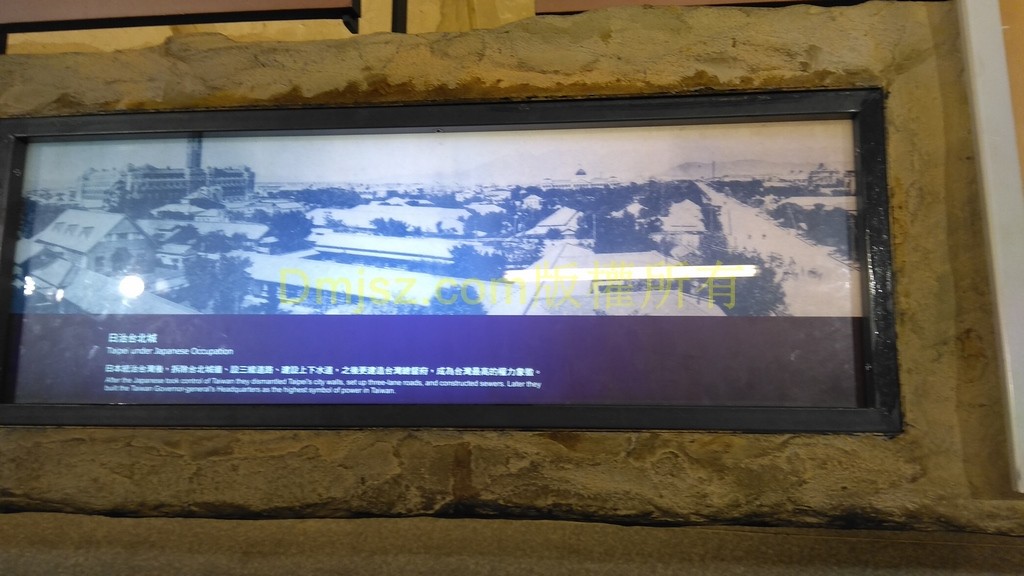 Dmjsz.com版權所有
日治台北城
Taipei under Japanese Occupation
日本統治台灣後，拆除台北城牆、設三線道路、建設上下水道，之後更建造台灣總督府，成為台灣最高的權力象徵。
After the Japanese took control of Taiwan they dismantled Taipei's city walls, set up three-lane roads, and constructed sewers. Later they
built the Taiwan Governor-general's Headquarters as the highest symbol of power in Taiwan.